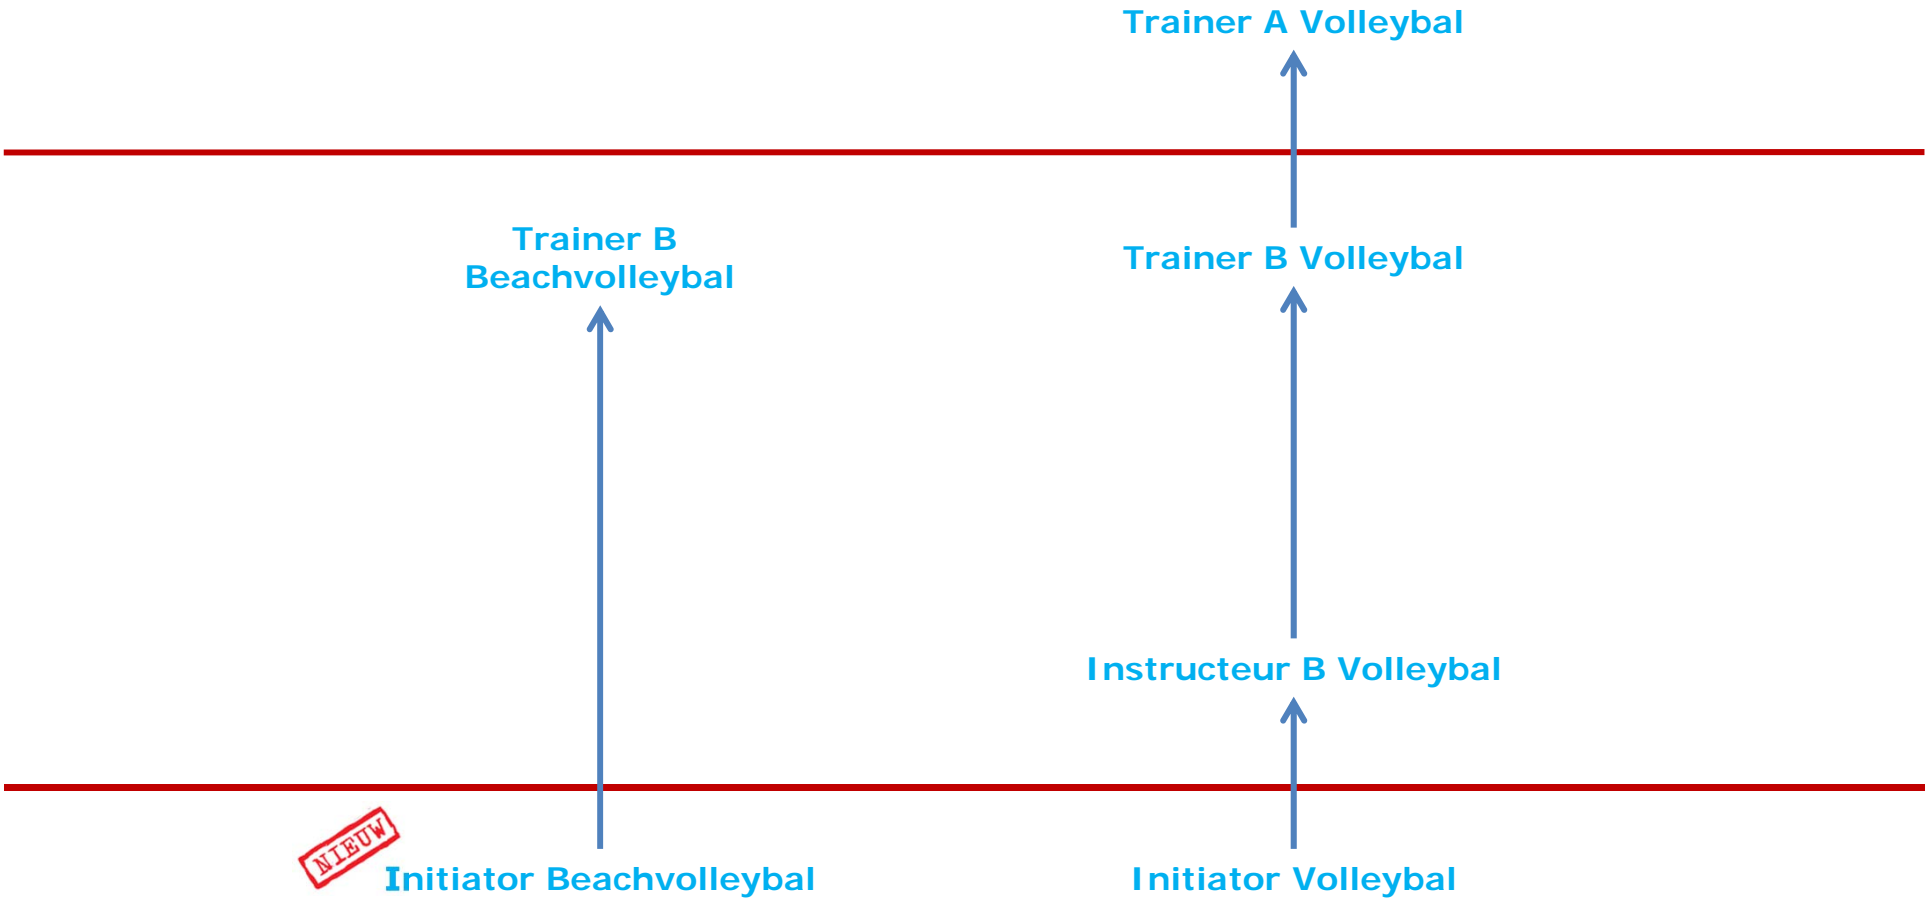 Trainer A Volleybal
Trainer B
Beachvolleybal
Trainer B Volleybal
Instructeur B Volleybal
NIEUW
Initiator Beachvolleybal
Initiator Volleybal